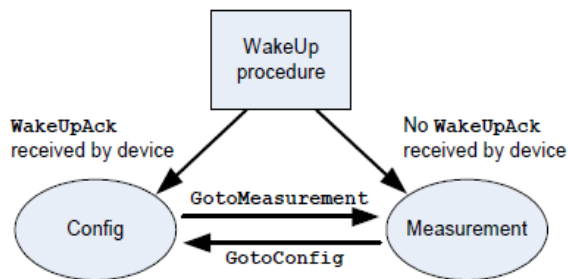 WakeUp
procedure
WakeUpAck
received by device
No WakeUpAck
received by device
GotoMeasurement
Config
Measurement
GotoConfig